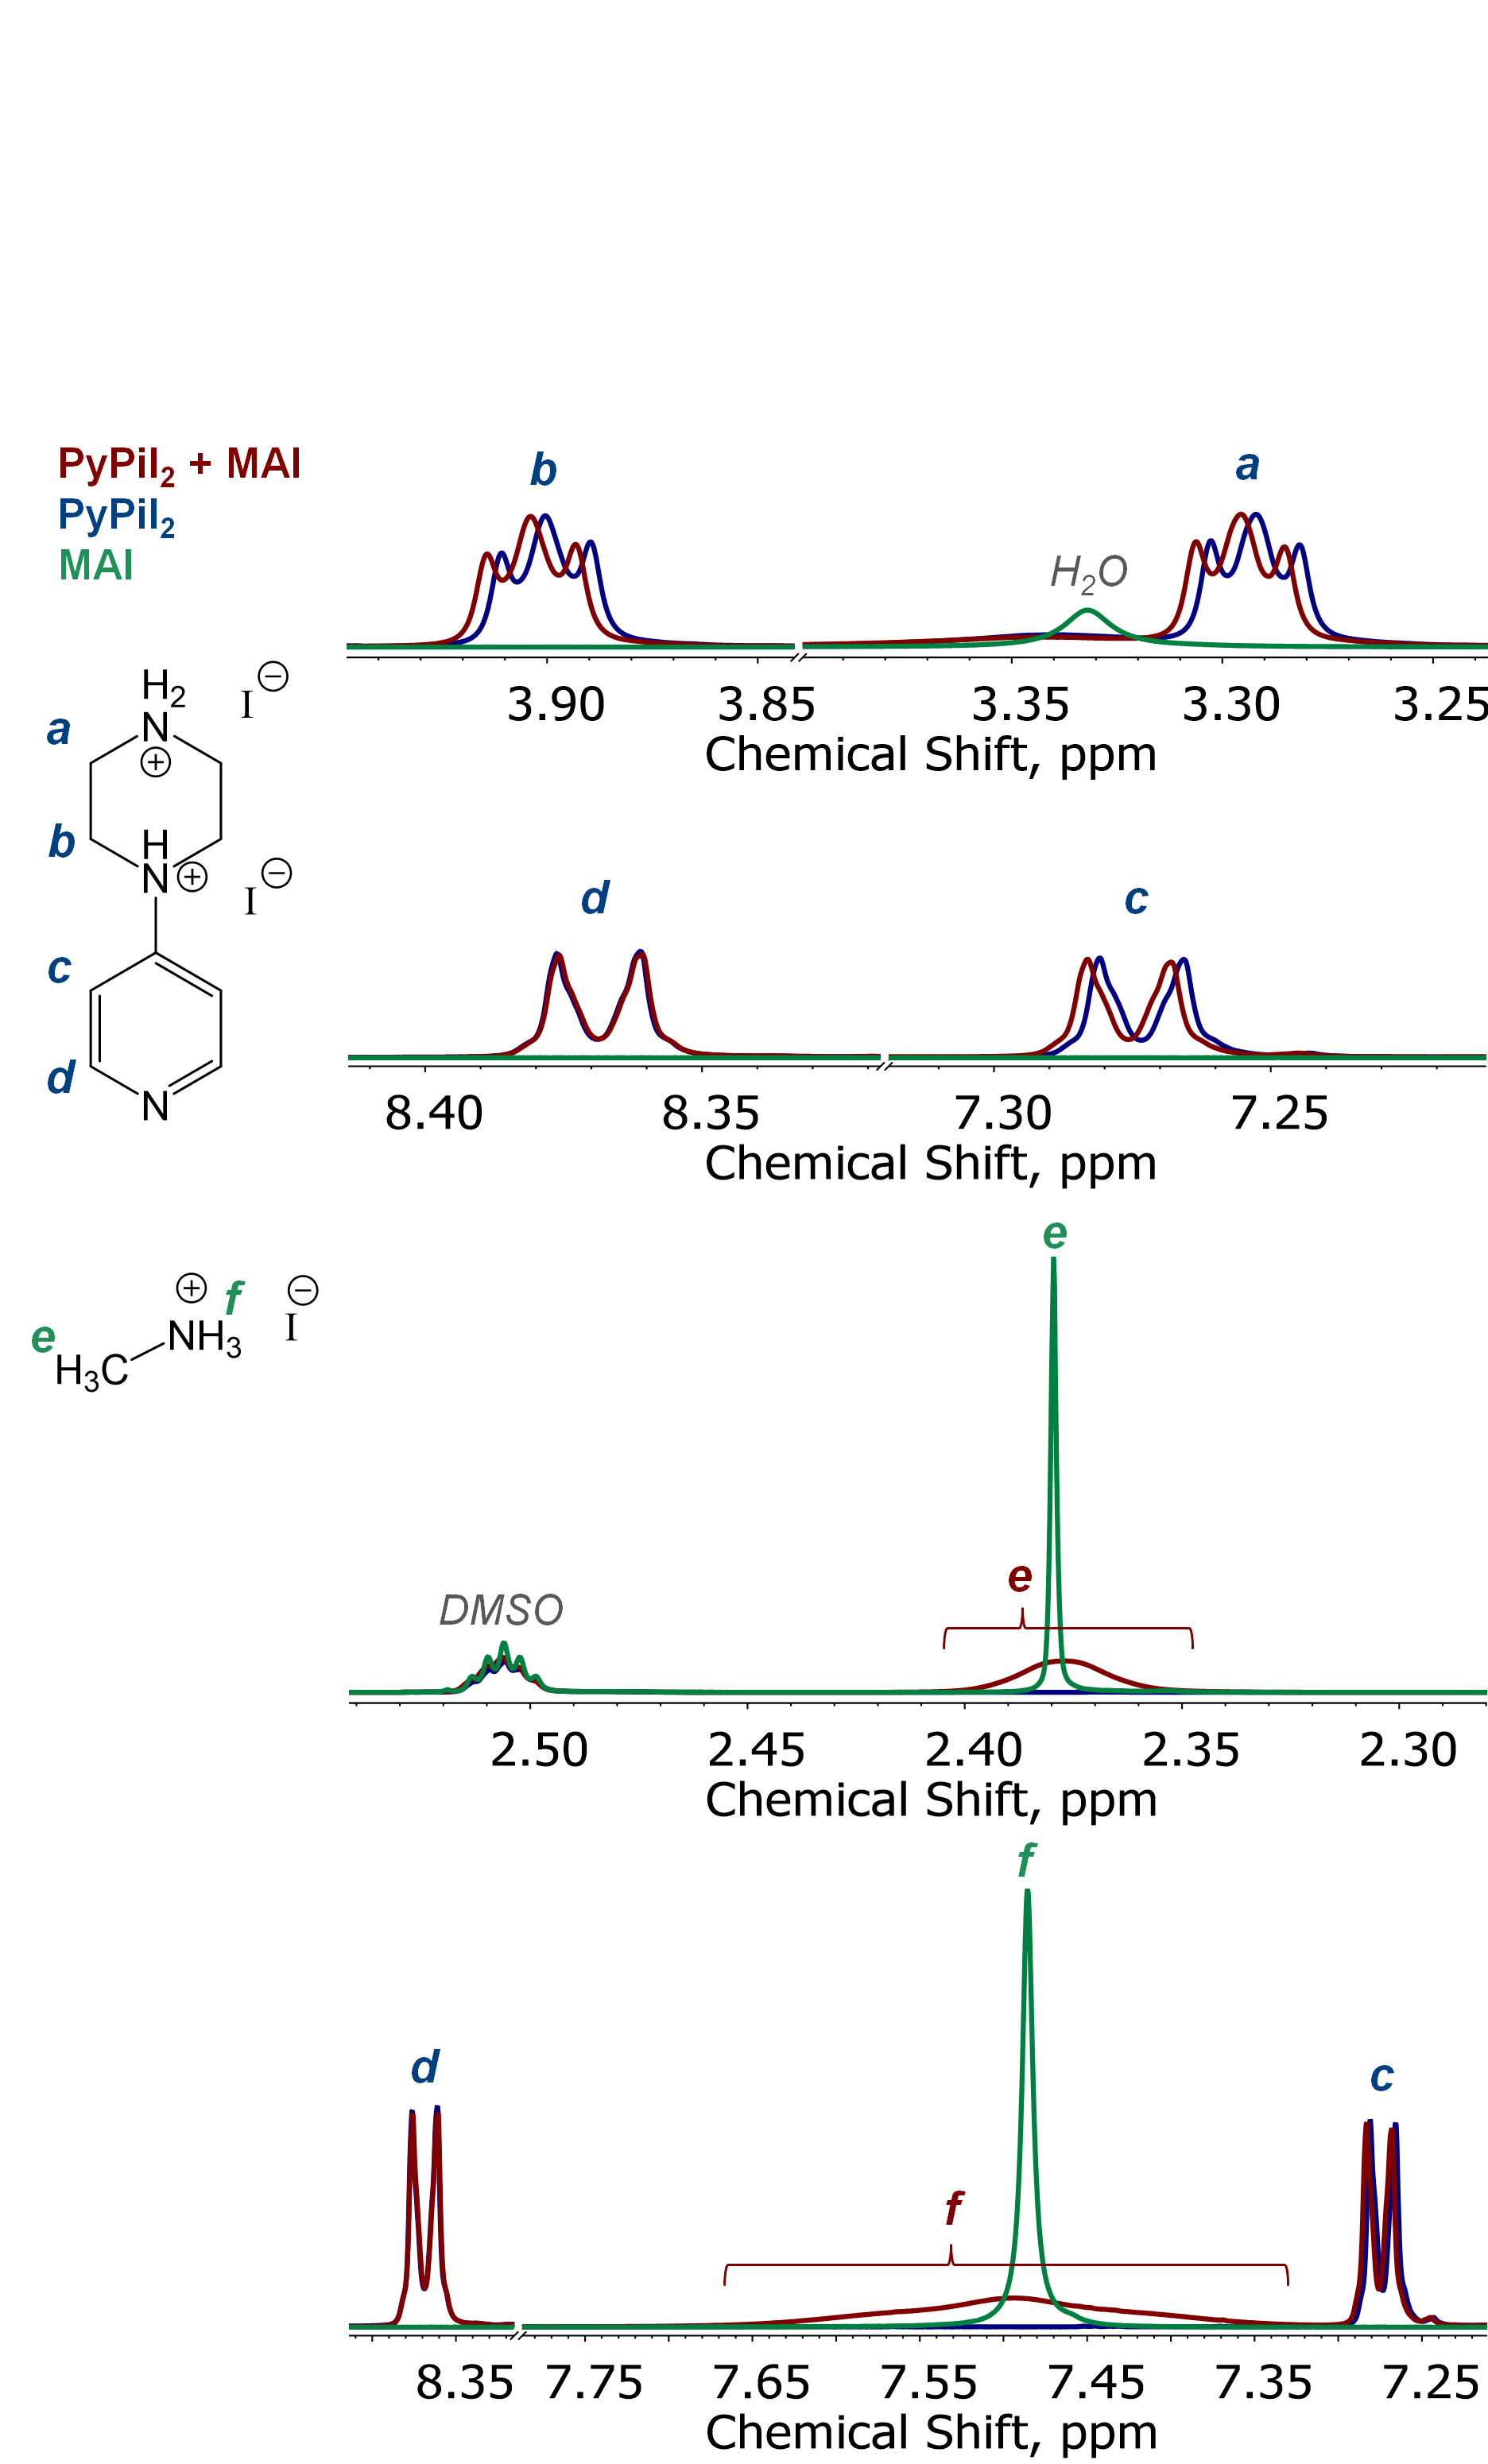 PyPiI₂ + MAI
PyPiI₂
MAI
b
a
H₂O
3.90 3.85 3.35 3.30 3.25
Chemical Shift, ppm
H₂
N
⊕
I⊖
a
b
H
N⊕
I⊖
c
d
N
d
c
8.40 8.35 7.30 7.25
Chemical Shift, ppm
e
H₃C
⊕
NH₃
f
I⊖
e
e
DMSO
2.50 2.45 2.40 2.35 2.30
Chemical Shift, ppm
f
d
c
f
8.35 7.75 7.65 7.55 7.45 7.35 7.25
Chemical Shift, ppm